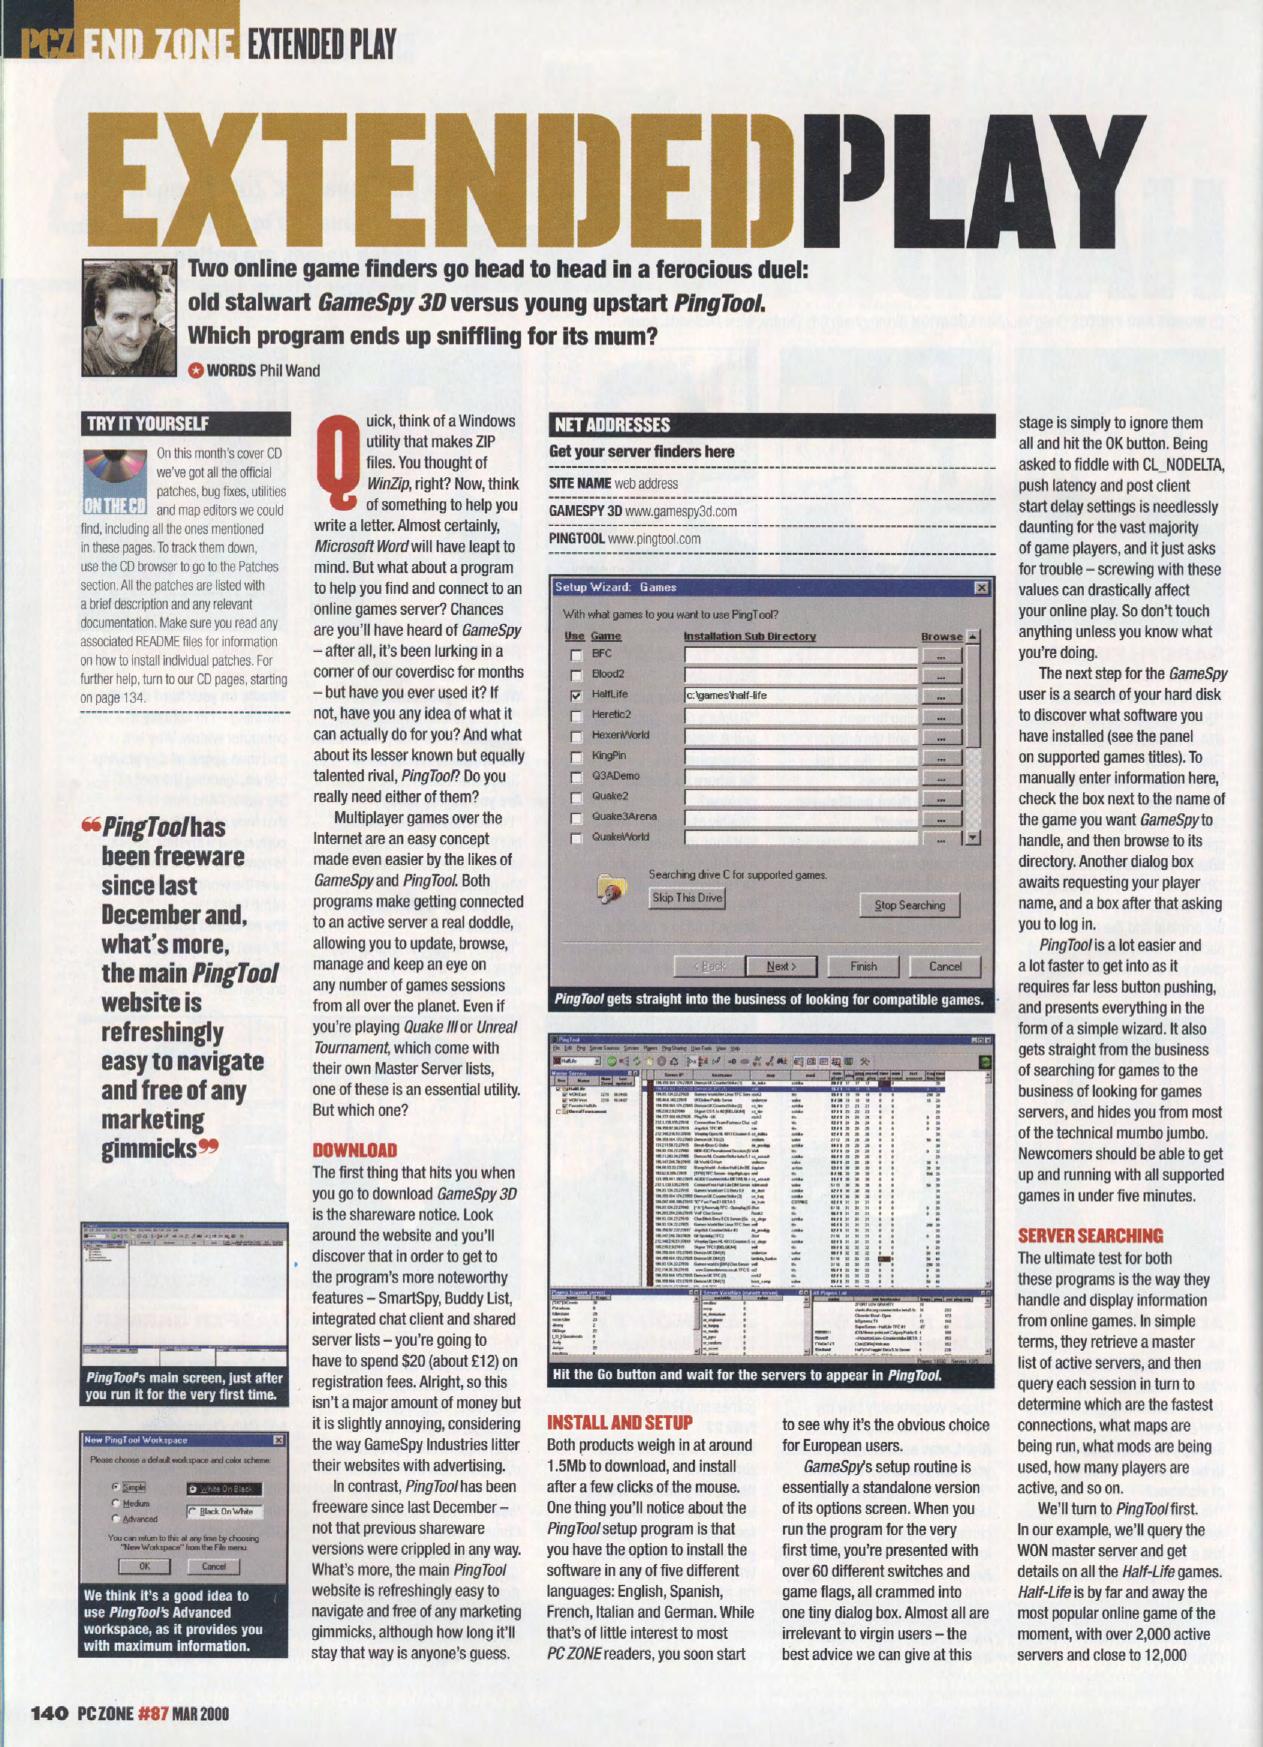 PCZ END ZONE EXTENDED PLAY
EXTENDEDPLAY
Two online game finders go head to head in a ferocious duel:
old stalwart GameSpy 3D versus young upstart PingTool.
Which program ends up sniffling for its mum?
WORDS Phil Wand
TRY IT YOURSELF
On this month's cover CD
we've got all the official
patches, bug fixes, utilities
ON THE CD
and map editors we could
find, including all the ones mentioned
in these pages. To track them down,
use the CD browser to go to the Patches
section. All the patches are listed with
a brief description and any relevant
documentation. Make sure you read any
associated README files for information
on how to install individual patches. For
further help, turn to our CD pages, starting
on page 134.
“PingTool has
been freeware
since last
December and,
what's more,
the main PingTool
website is
refreshingly
easy to navigate
and free of any
marketing
gimmicks”
PingTool's main screen, just after
you run it for the very first time.
New PingTool Workspace
Please choose a default workspace and color scheme:
Simple
White On Black
Medium
Black On White
Advanced
You can return to this at any time by choosing
"New Workspace" from the File menu.
OK
Cancel
We think it's a good idea to
use PingTool's Advanced
workspace, as it provides you
with maximum information.
Quick, think of a Windows
utility that makes ZIP
files. You thought of
WinZip, right? Now, think
of something to help you
write a letter. Almost certainly,
Microsoft Word will have leapt to
mind. But what about a program
to help you find and connect to an
online games server? Chances
are you'll have heard of GameSpy
– after all, it's been lurking in a
corner of our coverdisc for months
– but have you ever used it? If
not, have you any idea of what it
can actually do for you? And what
about its lesser known but equally
talented rival, PingTool? Do you
really need either of them?
Multiplayer games over the
Internet are an easy concept
made even easier by the likes of
GameSpy and PingTool. Both
programs make getting connected
to an active server a real doddle,
allowing you to update, browse,
manage and keep an eye on
any number of games sessions
from all over the planet. Even if
you're playing Quake III or Unreal
Tournament, which come with
their own Master Server lists,
one of these is an essential utility.
But which one?
DOWNLOAD
The first thing that hits you when
you go to download GameSpy 3D
is the shareware notice. Look
around the website and you'll
discover that in order to get to
the program's more noteworthy
features – SmartSpy, Buddy List,
integrated chat client and shared
server lists – you're going to
have to spend $20 (about £12) on
registration fees. Alright, so this
isn't a major amount of money but
it is slightly annoying, considering
the way GameSpy Industries litter
their websites with advertising.
In contrast, PingTool has been
freeware since last December –
not that previous shareware
versions were crippled in any way.
What's more, the main PingTool
website is refreshingly easy to
navigate and free of any marketing
gimmicks, although how long it'll
stay that way is anyone's guess.
NET ADDRESSES
Get your server finders here
SITE NAME web address
GAMESPY 3D www.gamespy3d.com
PINGTOOL www.pingtool.com
Setup Wizard: Games
With what games to you want to use PingTool?
Use Game Installation Sub Directory Browse
BFC ...
Blood2 ...
HalfLife c:\games\half-life ...
Heretic2 ...
HexenWorld ...
KingPin ...
Q3ADemo ...
Quake2 ...
Quake3Arena ...
QuakeWorld ...
Searching drive C for supported games.
Skip This Drive
Stop Searching
< Back
Next >
Finish
Cancel
PingTool gets straight into the business of looking for compatible games.
PingTool
Hit the Go button and wait for the servers to appear in PingTool.
INSTALL AND SETUP
Both products weigh in at around
1.5Mb to download, and install
after a few clicks of the mouse.
One thing you'll notice about the
PingTool setup program is that
you have the option to install the
software in any of five different
languages: English, Spanish,
French, Italian and German. While
that's of little interest to most
PC ZONE readers, you soon start
to see why it's the obvious choice
for European users.
GameSpy's setup routine is
essentially a standalone version
of its options screen. When you
run the program for the very
first time, you're presented with
over 60 different switches and
game flags, all crammed into
one tiny dialog box. Almost all are
irrelevant to virgin users – the
best advice we can give at this
stage is simply to ignore them
all and hit the OK button. Being
asked to fiddle with CL_NODELTA,
push latency and post client
start delay settings is needlessly
daunting for the vast majority
of game players, and it just asks
for trouble – screwing with these
values can drastically affect
your online play. So don't touch
anything unless you know what
you're doing.
The next step for the GameSpy
user is a search of your hard disk
to discover what software you
have installed (see the panel
on supported games titles). To
manually enter information here,
check the box next to the name of
the game you want GameSpy to
handle, and then browse to its
directory. Another dialog box
awaits requesting your player
name, and a box after that asking
you to log in.
PingTool is a lot easier and
a lot faster to get into as it
requires far less button pushing,
and presents everything in the
form of a simple wizard. It also
gets straight from the business
of searching for games to the
business of looking for games
servers, and hides you from most
of the technical mumbo jumbo.
Newcomers should be able to get
up and running with all supported
games in under five minutes.
SERVER SEARCHING
The ultimate test for both
these programs is the way they
handle and display information
from online games. In simple
terms, they retrieve a master
list of active servers, and then
query each session in turn to
determine which are the fastest
connections, what maps are
being run, what mods are being
used, how many players are
active, and so on.
We'll turn to PingTool first.
In our example, we'll query the
WON master server and get
details on all the Half-Life games.
Half-Life is by far and away the
most popular online game of the
moment, with over 2,000 active
servers and close to 12,000
140 PCZONE #87 MAR 2000